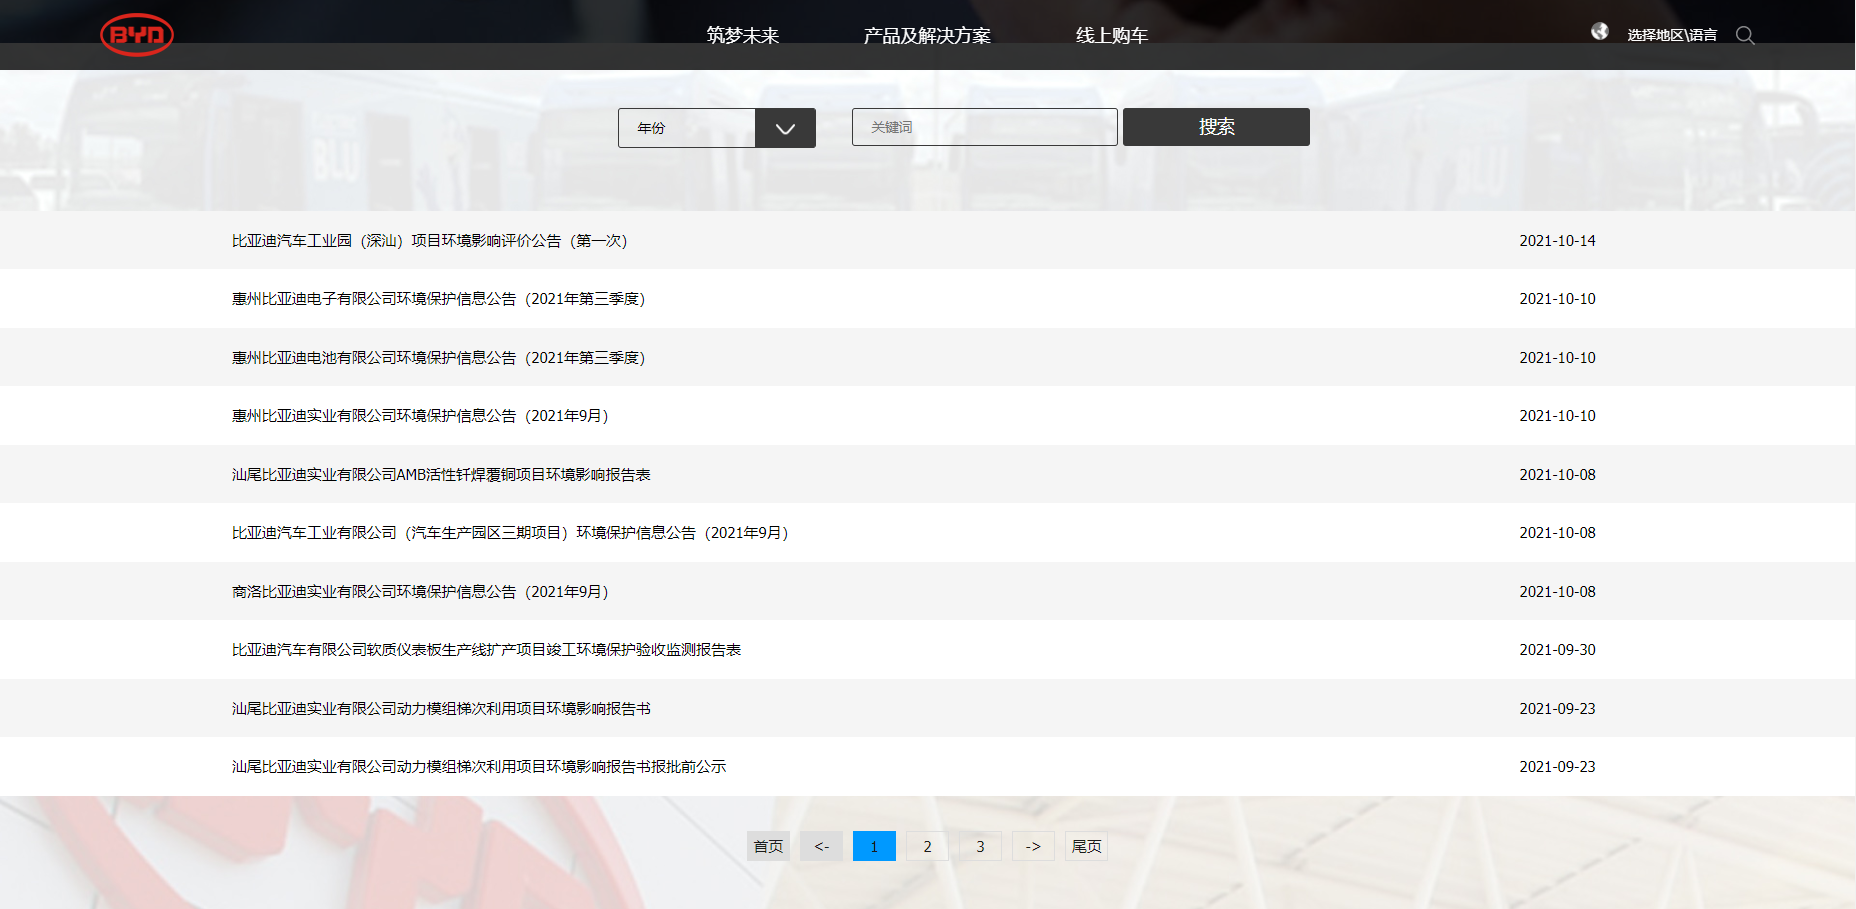 BYD
筑梦未来
产品及解决方案
线上购车
选择地区\语言
年份
关键词
搜索
BLU
BLU
比亚迪汽车工业园（深汕）项目环境影响评价公告（第一次） 2021-10-14
惠州比亚迪电子有限公司环境保护信息公告（2021年第三季度） 2021-10-10
惠州比亚迪电池有限公司环境保护信息公告（2021年第三季度） 2021-10-10
惠州比亚迪实业有限公司环境保护信息公告（2021年9月） 2021-10-10
汕尾比亚迪实业有限公司AMB活性钎焊覆铜项目环境影响报告表 2021-10-08
比亚迪汽车工业有限公司（汽车生产园区三期项目）环境保护信息公告（2021年9月） 2021-10-08
商洛比亚迪实业有限公司环境保护信息公告（2021年9月） 2021-10-08
比亚迪汽车有限公司软质仪表板生产线扩产项目竣工环境保护验收监测报告表 2021-09-30
汕尾比亚迪实业有限公司动力模组梯次利用项目环境影响报告书 2021-09-23
汕尾比亚迪实业有限公司动力模组梯次利用项目环境影响报告书报批前公示 2021-09-23
首页 <- 1 2 3 -> 尾页